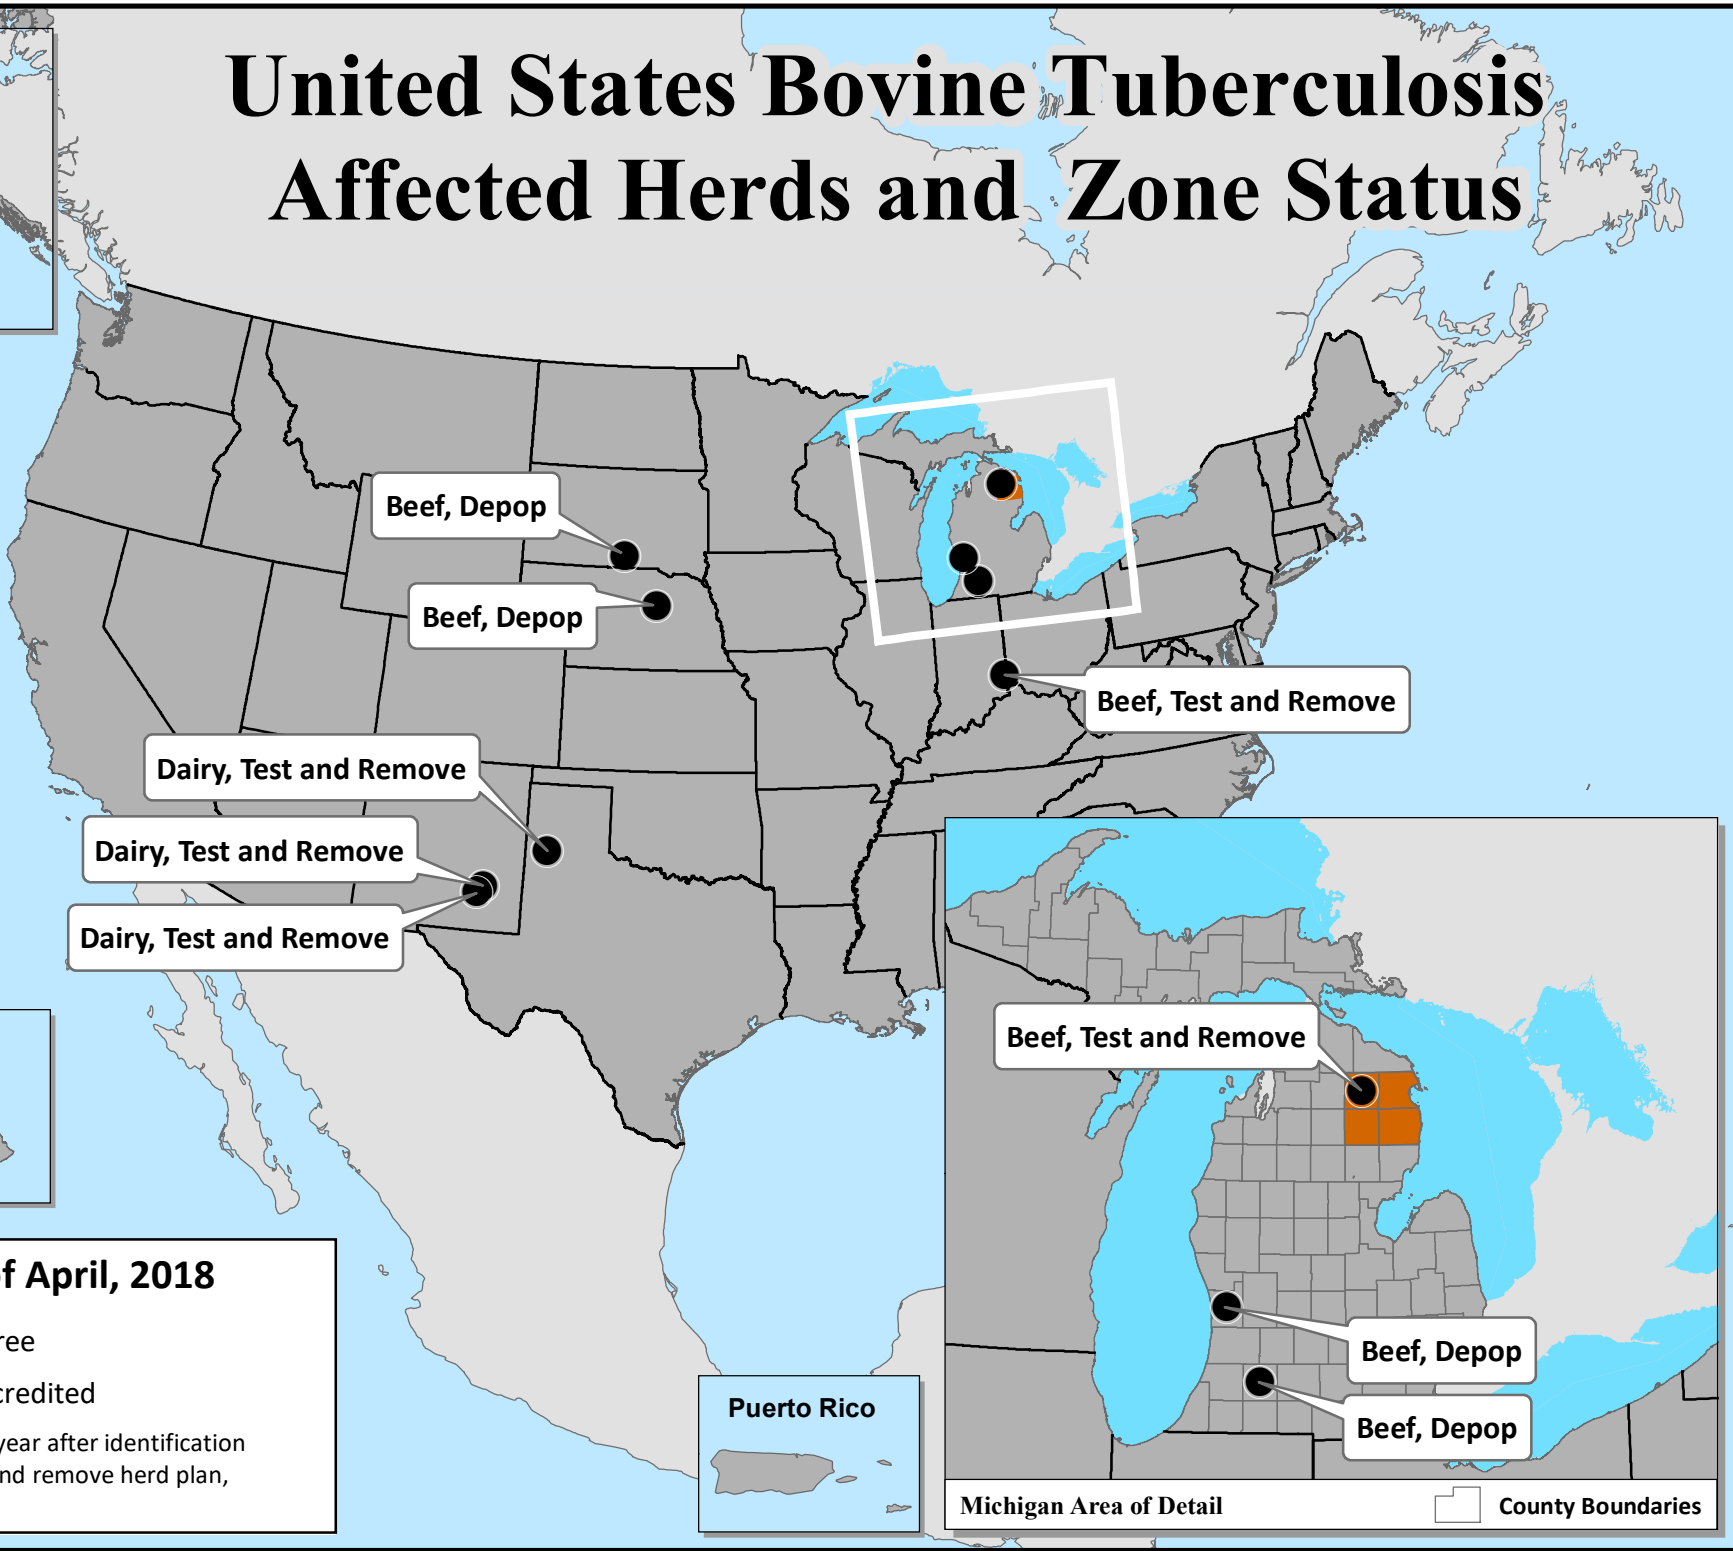 United States Bovine Tuberculosis
Affected Herds and Zone Status
Beef, Depop
Beef, Depop
Beef, Test and Remove
Dairy, Test and Remove
Dairy, Test and Remove
Dairy, Test and Remove
Beef, Test and Remove
Beef, Depop
Beef, Depop
Michigan Area of Detail
County Boundaries
Puerto Rico
f April, 2018
ree
credited
year after identification
nd remove herd plan,